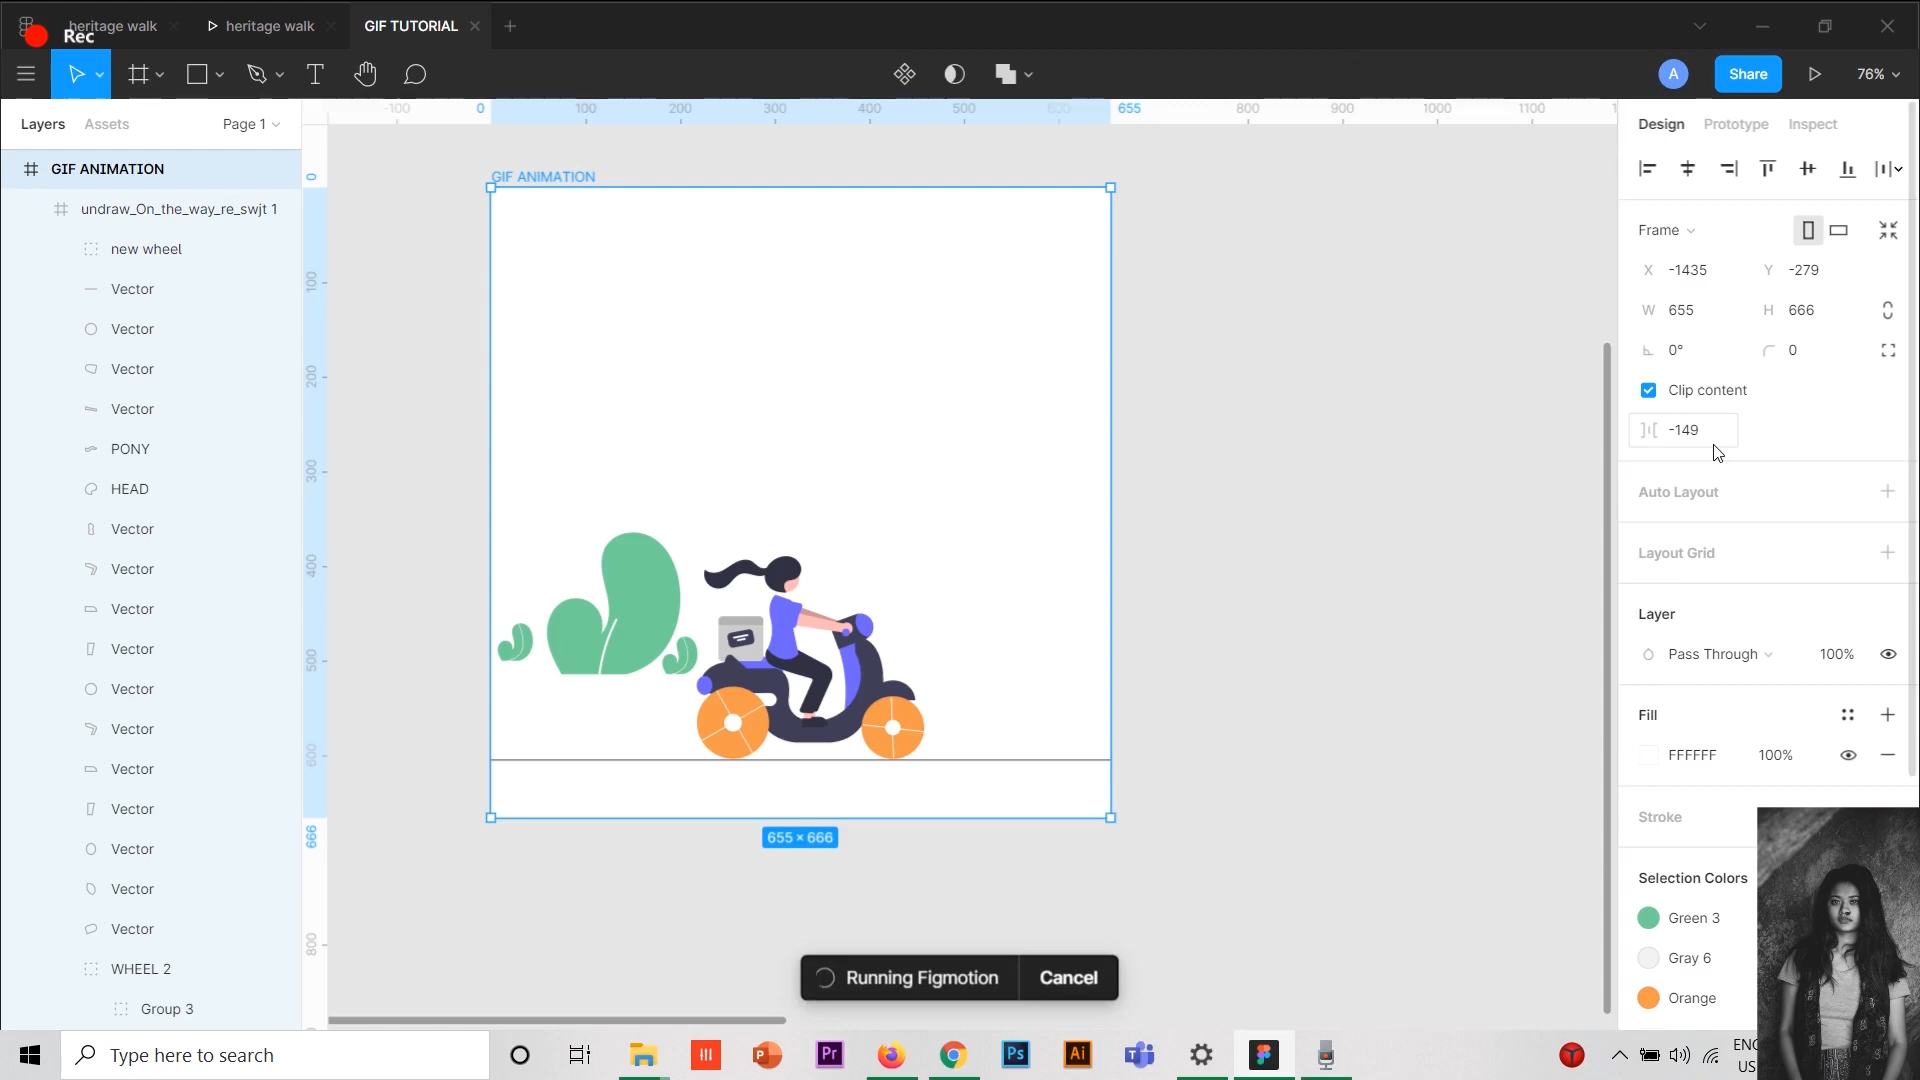 heritage walk
heritage walk
GIF TUTORIAL
Rec
A
Share
76%
Layers
Assets
Page 1
-100
0
100
200
300
400
500
600
655
800
900
1000
1100
Design
Prototype
Inspect
GIF ANIMATION
undraw_On_the_way_re_swjt 1
new wheel
Vector
Vector
Vector
Vector
PONY
HEAD
Vector
Vector
Vector
Vector
Vector
Vector
Vector
Vector
Vector
Vector
Vector
WHEEL 2
Group 3
0
100
200
300
400
500
600
666
800
GIF ANIMATION
655 × 666
Running Figmotion
Cancel
Frame
X -1435
Y -279
W 655
H 666
0°
0
Clip content
-149
Auto Layout
Layout Grid
Layer
Pass Through
100%
Fill
FFFFFF
100%
Stroke
Selection Colors
Green 3
Gray 6
Orange
Type here to search
P
Pr
Ps
Ai
T
ENG
US